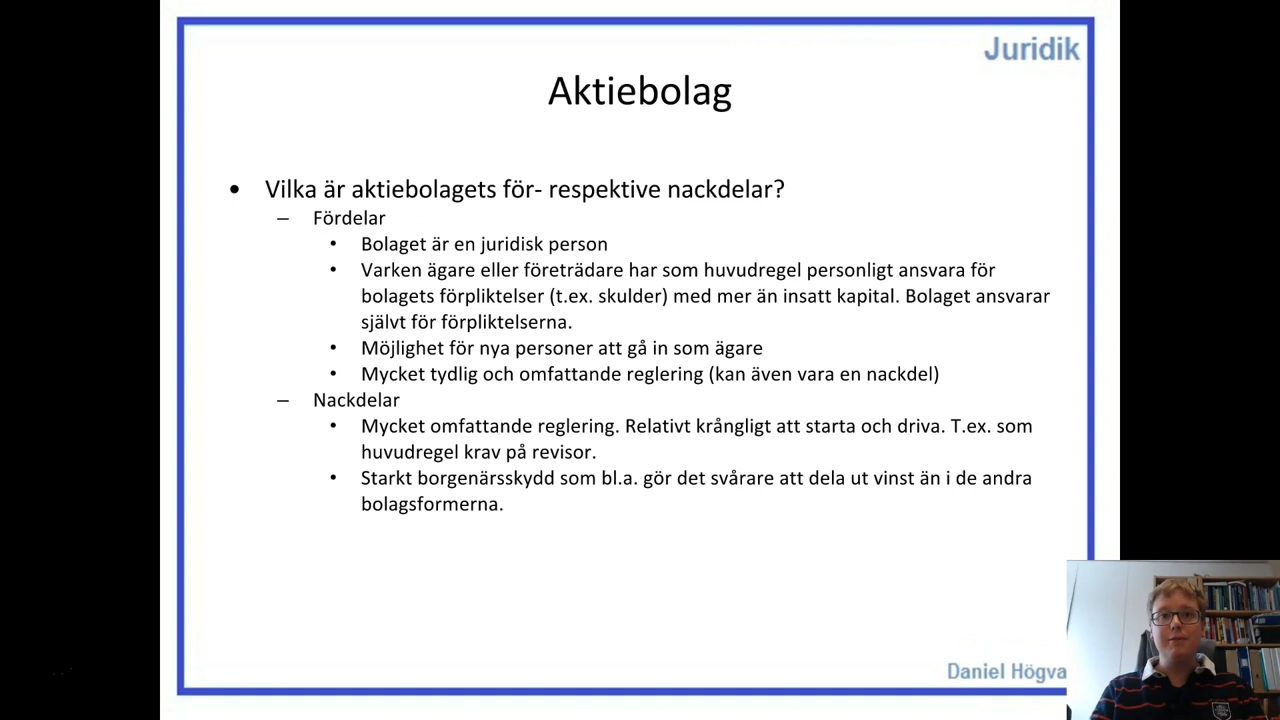 Juridik
Aktiebolag
• Vilka är aktiebolagets för- respektive nackdelar?
– Fördelar
• Bolaget är en juridisk person
• Varken ägare eller företrädare har som huvudregel personligt ansvara för
bolagets förpliktelser (t.ex. skulder) med mer än insatt kapital. Bolaget ansvarar
självt för förpliktelserna.
• Möjlighet för nya personer att gå in som ägare
• Mycket tydlig och omfattande reglering (kan även vara en nackdel)
– Nackdelar
• Mycket omfattande reglering. Relativt krångligt att starta och driva. T.ex. som
huvudregel krav på revisor.
• Starkt borgenärsskydd som bl.a. gör det svårare att dela ut vinst än i de andra
bolagsformerna.
Daniel Högva